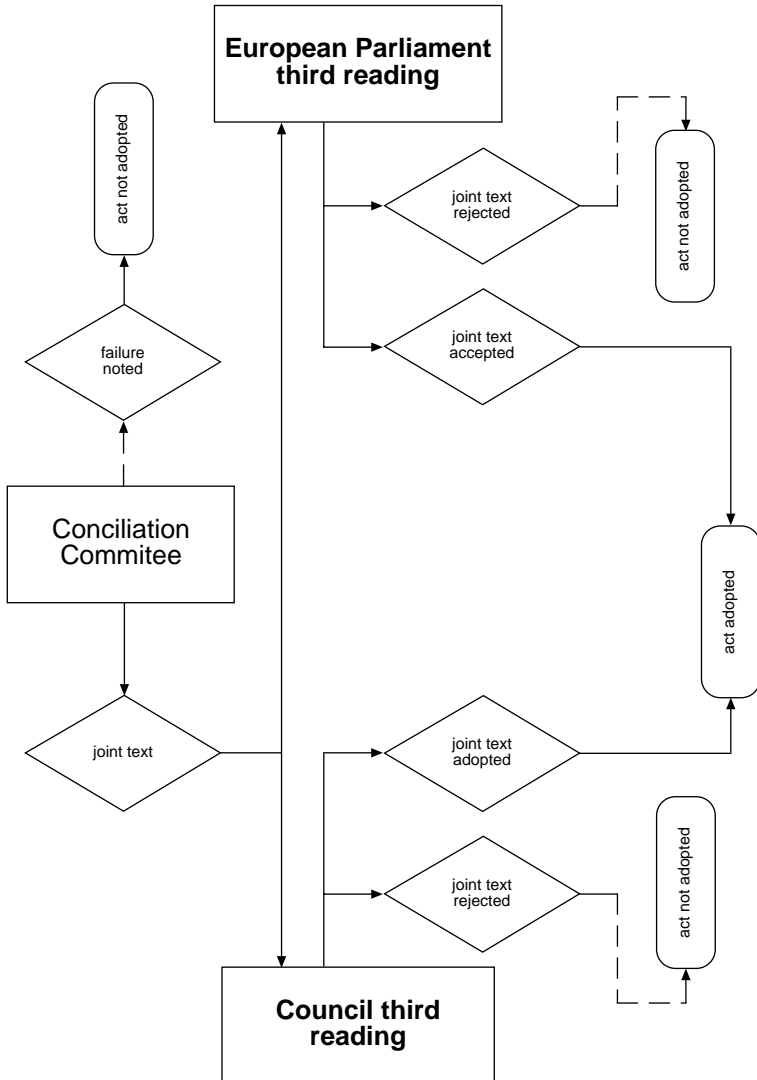 European Parliament
third reading
act not adopted
joint text
rejected
act not adopted
joint text
accepted
failure
noted
Conciliation
Commitee
act adopted
joint text
joint text
adopted
joint text
rejected
act not adopted
Council third
reading